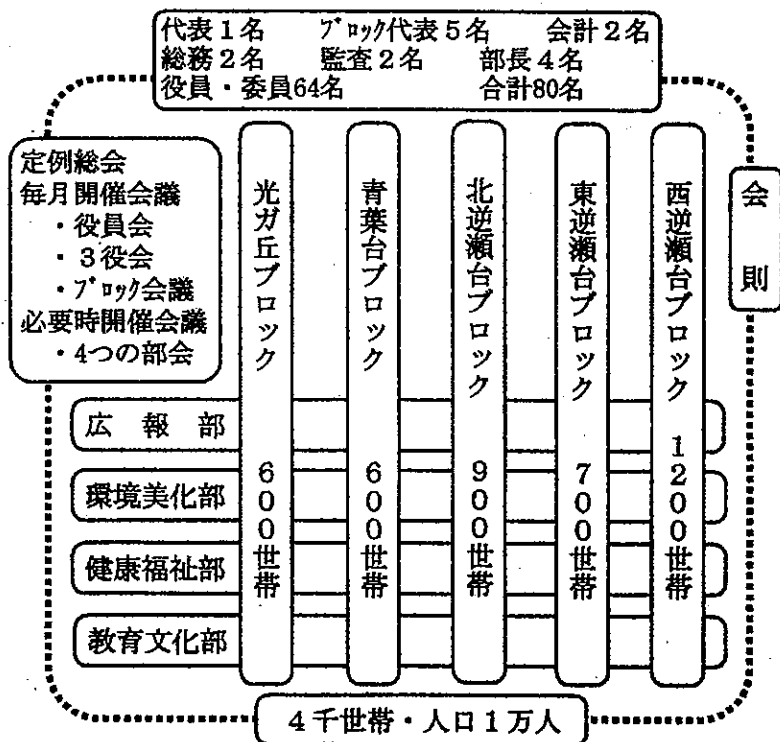 代表1名 ブロック代表5名 会計2名
総務2名 監査2名 部長4名
役員・委員64名 合計80名
定例総会
毎月開催会議
・役員会
・3役会
・ブロック会議
必要時開催会議
・4つの部会
光ガ丘ブロック 600世帯
青葉台ブロック 600世帯
北逆瀬台ブロック 900世帯
東逆瀬台ブロック 700世帯
西逆瀬台ブロック 1200世帯
会則
広報部
環境美化部
健康福祉部
教育文化部
4千世帯・人口1万人